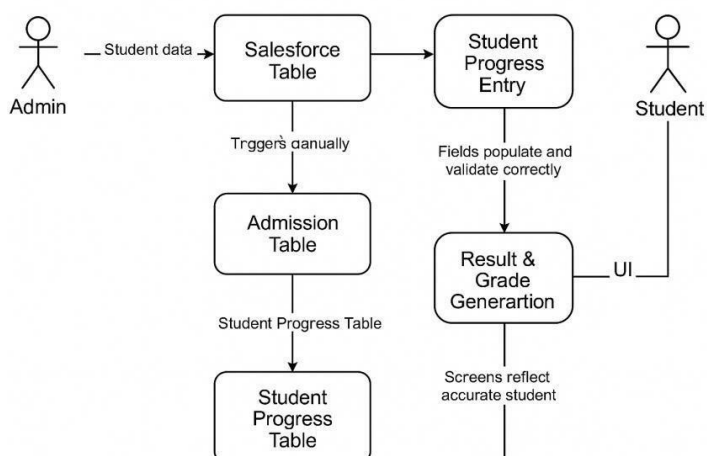 Student data
Salesforce
Table
Student
Progress
Entry
Admin
Student
Trggers ganually
Fields populate and
validate correctly
Admission
Table
Result &
Grade
Generartion
UI
Student Progress Table
Screens reflect
accurate student
Student
Progress
Table